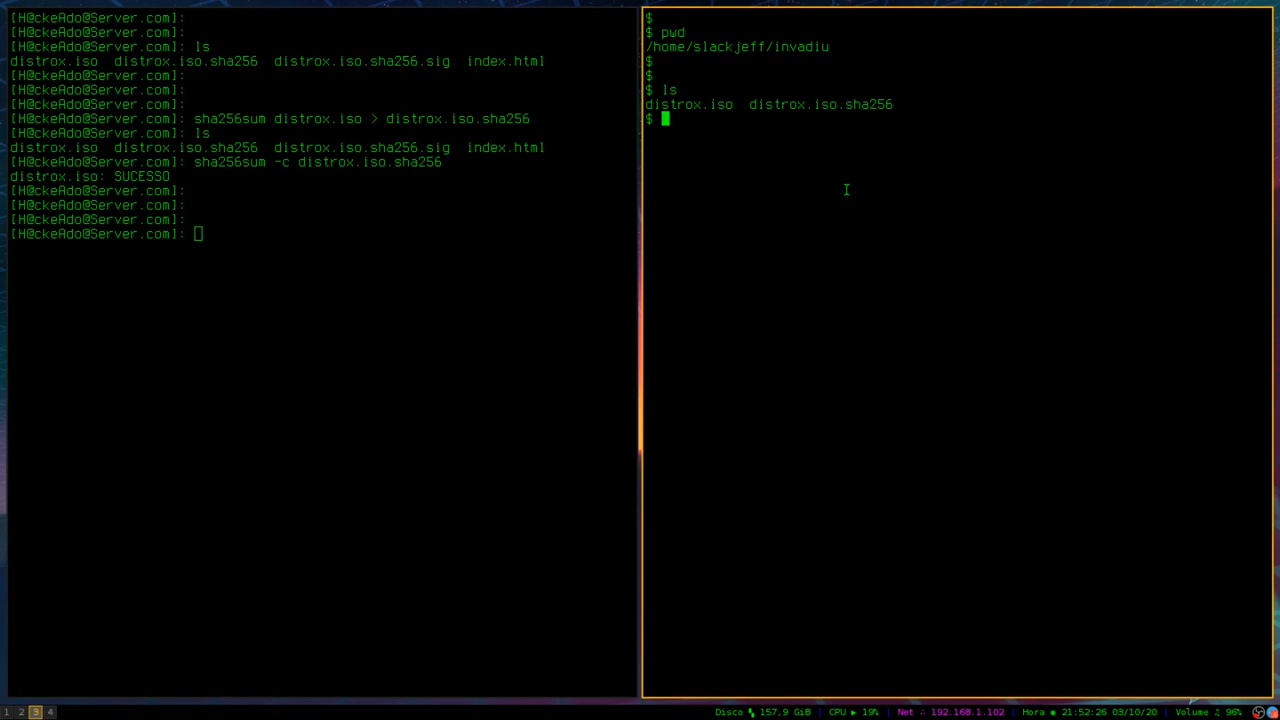 [H@ckeAdo@Server.com]:
[H@ckeAdo@Server.com]:
[H@ckeAdo@Server.com]: ls
distrox.iso  distrox.iso.sha256  distrox.iso.sha256.sig  index.html
[H@ckeAdo@Server.com]:
[H@ckeAdo@Server.com]:
[H@ckeAdo@Server.com]:
[H@ckeAdo@Server.com]: sha256sum distrox.iso > distrox.iso.sha256
[H@ckeAdo@Server.com]: ls
distrox.iso  distrox.iso.sha256  distrox.iso.sha256.sig  index.html
[H@ckeAdo@Server.com]: sha256sum -c distrox.iso.sha256
distrox.iso: SUCESSO
[H@ckeAdo@Server.com]:
[H@ckeAdo@Server.com]:
[H@ckeAdo@Server.com]:
[H@ckeAdo@Server.com]:
$
$ pwd
/home/slackjeff/invadiu
$
$
$ ls
distrox.iso  distrox.iso.sha256
$
1 2 3 4
Disco 157,9 GiB | CPU 19% | Net 192.168.1.102 | Hora 21:52:26 03/10/20 | Volume 96%